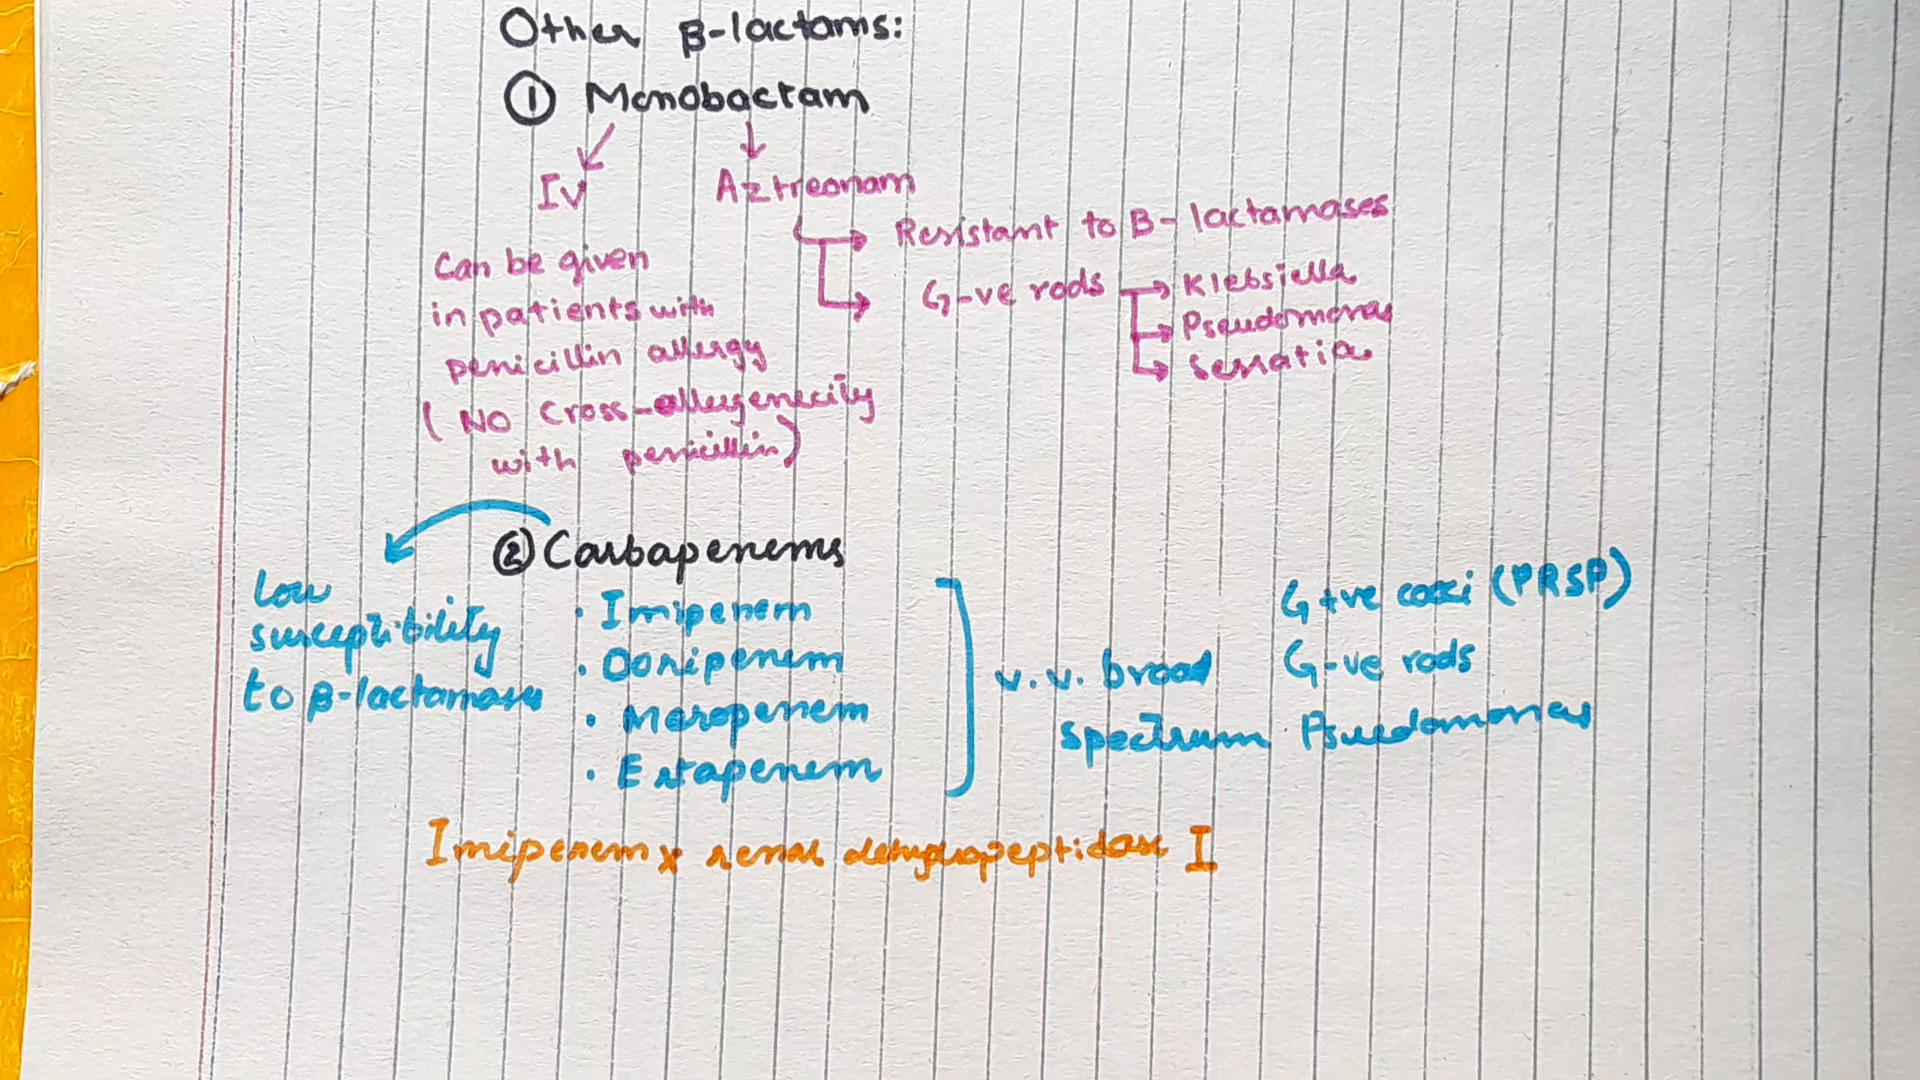 Other β-lactams:
① Monobactam
IV
Aztreonam
Resistant to β-lactamases
G-ve rods
Klebsiella
Pseudomonas
Serratia
Can be given
in patients with
penicillin allergy
(NO Cross-allergenecity
with penicillin)
② Carbapenems
Low
susceptibility
to β-lactamases
• Imipenem
• Doripenem
• Meropenem
• Ertapenem
v.v. broad
spectrum
G+ve cocci (PRSP)
G-ve rods
Psuedomonas
Imipenem x renal dehydropeptidase I